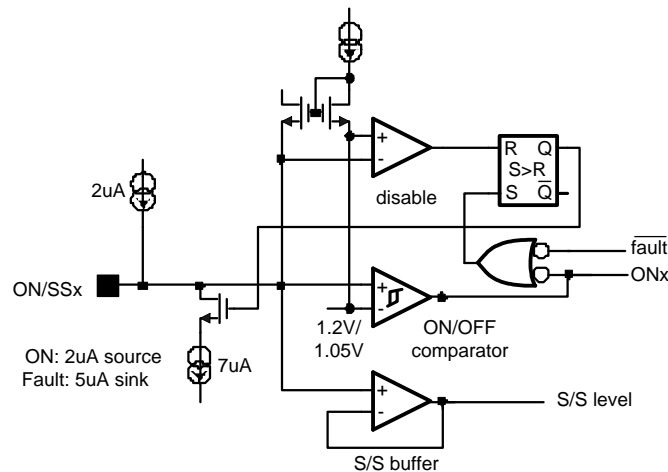 R Q
S>R
S Q
disable
2uA
fault
ONx
ON/SSx
1.2V/
1.05V
ON/OFF
comparator
ON: 2uA source
Fault: 5uA sink
7uA
S/S level
S/S buffer
+
-
+
-
+
-